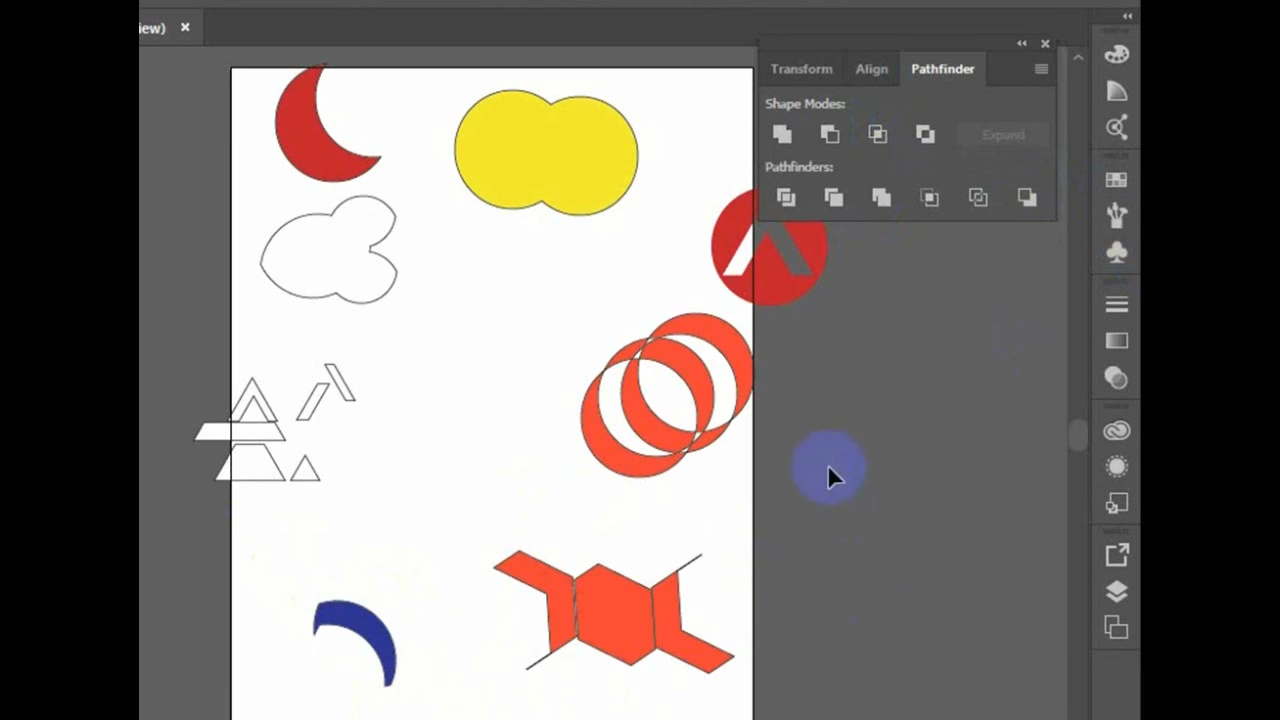 iew)
Transform Align Pathfinder
Shape Modes:
Expand
Pathfinders: